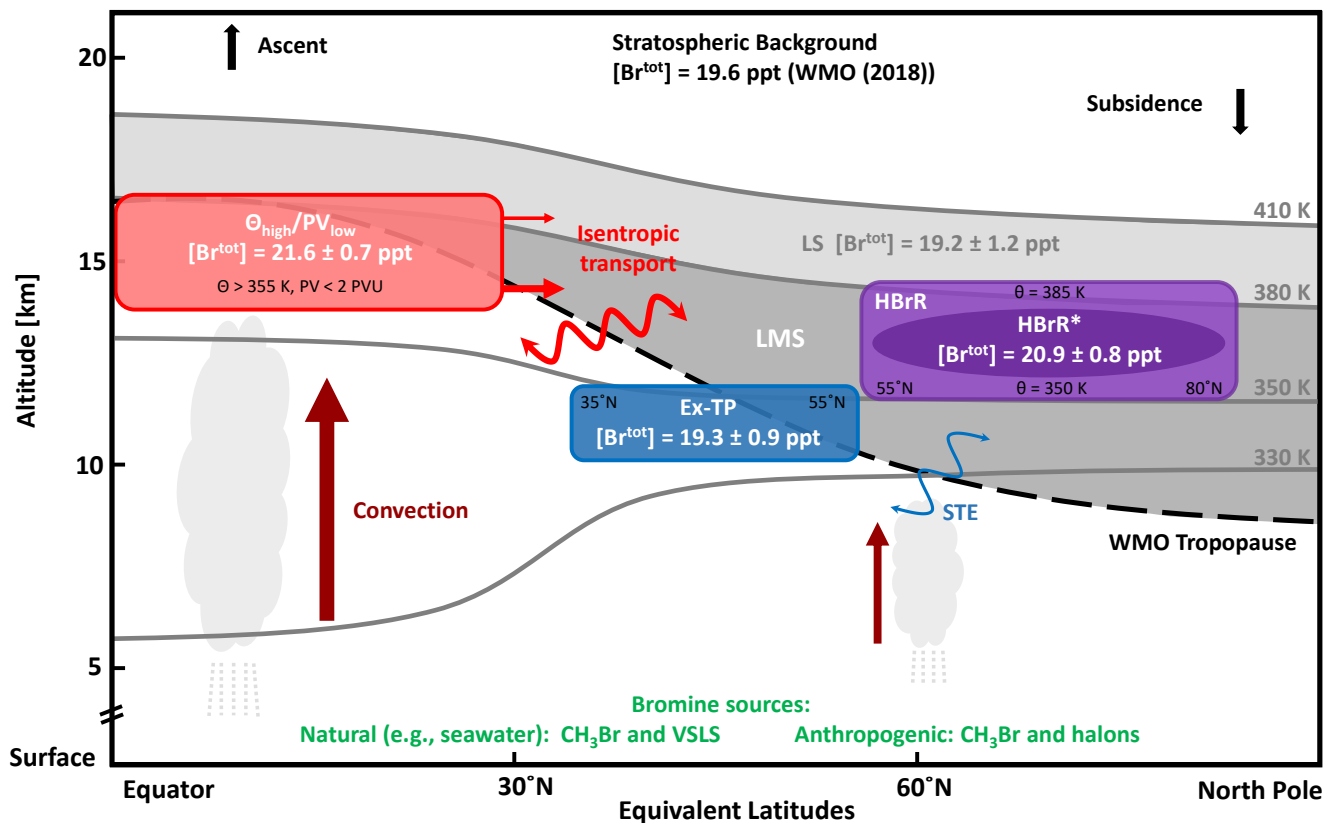 20
15
10
5
Altitude [km]
Surface
Ascent
Stratospheric Background
[Br^tot] = 19.6 ppt (WMO (2018))
Subsidence
410 K
LS [Br^tot] = 19.2 ± 1.2 ppt
380 K
Θ_high/PV_low
[Br^tot] = 21.6 ± 0.7 ppt
Θ > 355 K, PV < 2 PVU
Isentropic
transport
LMS
HBrR
θ = 385 K
HBrR*
[Br^tot] = 20.9 ± 0.8 ppt
55˚N
θ = 350 K
80˚N
350 K
35˚N
Ex-TP
55˚N
[Br^tot] = 19.3 ± 0.9 ppt
330 K
Convection
STE
WMO Tropopause
Bromine sources:
Natural (e.g., seawater): CH₃Br and VSLS
Anthropogenic: CH₃Br and halons
Equator
30˚N
60˚N
North Pole
Equivalent Latitudes